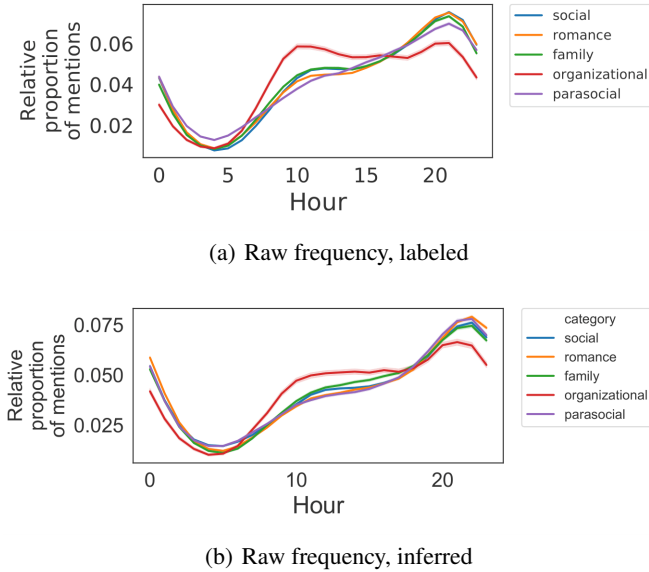 Relative
proportion
of mentions
0.06
0.04
0.02
0 5 10 15 20
Hour
social
romance
family
organizational
parasocial
(a) Raw frequency, labeled
Relative
proportion
of mentions
0.075
0.050
0.025
0 10 20
Hour
category
social
romance
family
organizational
parasocial
(b) Raw frequency, inferred